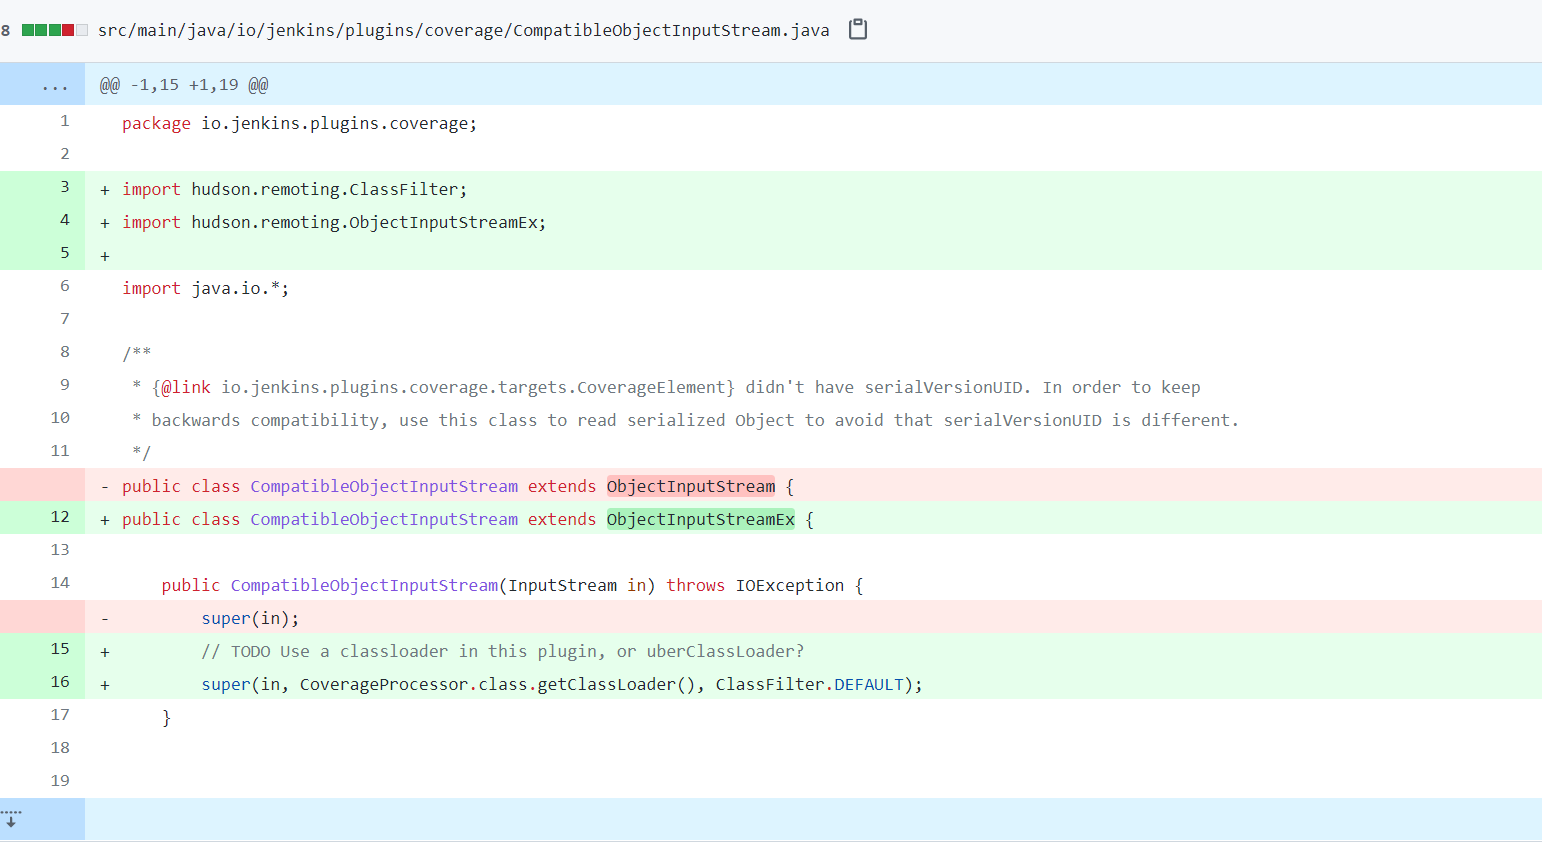 8 src/main/java/io/jenkins/plugins/coverage/CompatibleObjectInputStream.java
... @@ -1,15 +1,19 @@
1 package io.jenkins.plugins.coverage;
2
3 + import hudson.remoting.ClassFilter;
4 + import hudson.remoting.ObjectInputStreamEx;
5 +
6 import java.io.*;
7
8 /**
9 * {@link io.jenkins.plugins.coverage.targets.CoverageElement} didn't have serialVersionUID. In order to keep
10 * backwards compatibility, use this class to read serialized Object to avoid that serialVersionUID is different.
11 */
- public class CompatibleObjectInputStream extends ObjectInputStream {
12 + public class CompatibleObjectInputStream extends ObjectInputStreamEx {
13
14 public CompatibleObjectInputStream(InputStream in) throws IOException {
- super(in);
15 + // TODO Use a classloader in this plugin, or uberClassLoader?
16 + super(in, CoverageProcessor.class.getClassLoader(), ClassFilter.DEFAULT);
17 }
18
19